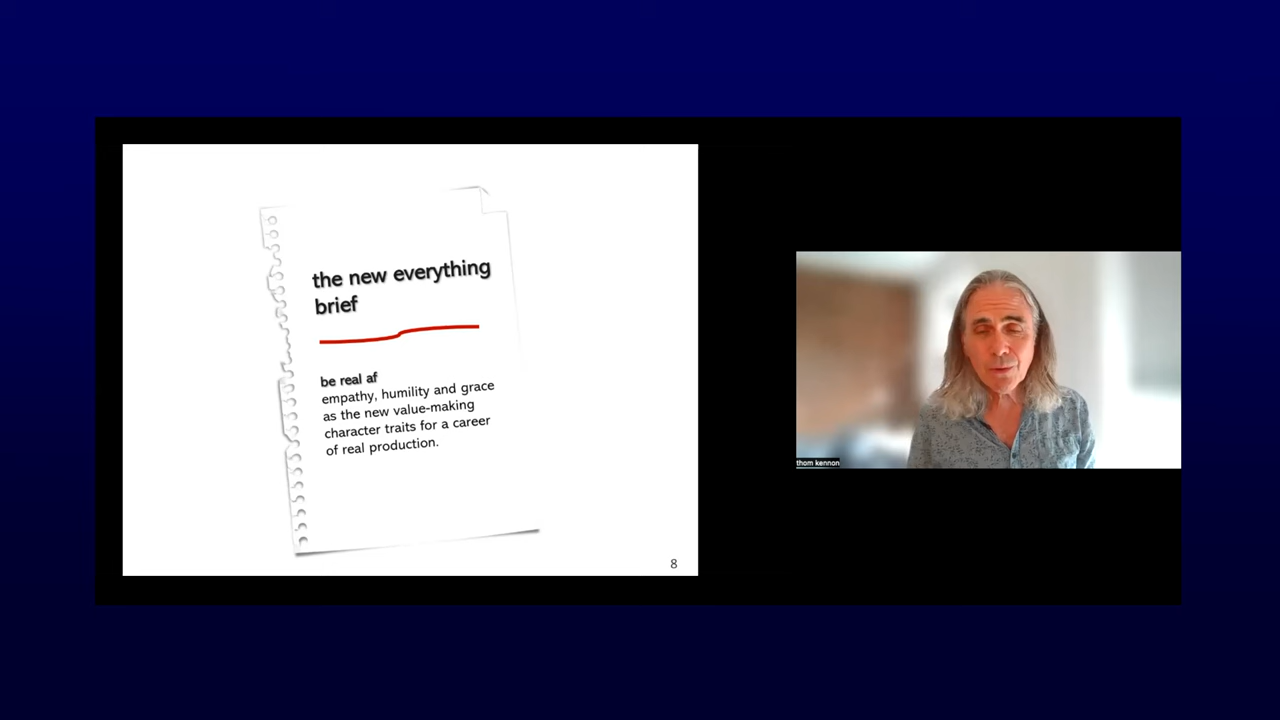 the new everything
brief
be real af
empathy, humility and grace
as the new value-making
character traits for a career
of real production.
8
thom kennon